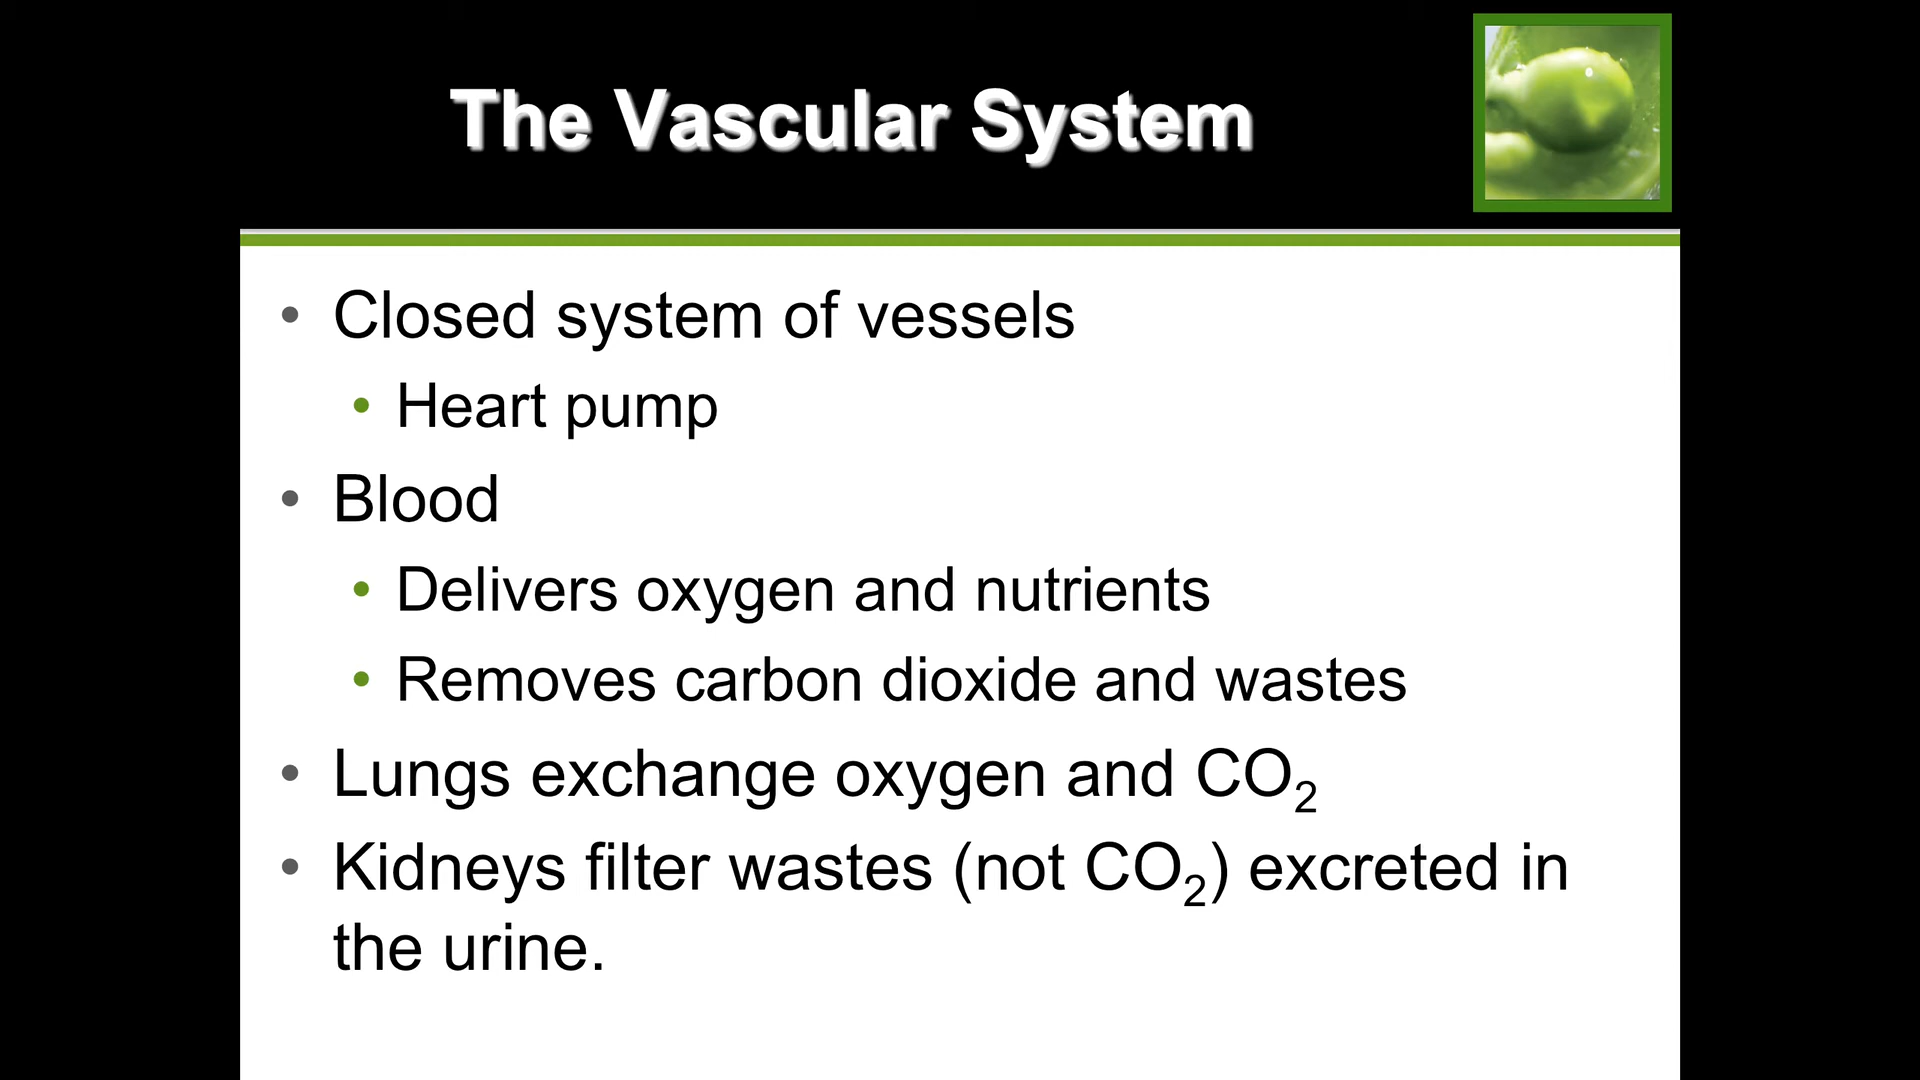 The Vascular System
• Closed system of vessels
• Heart pump
• Blood
• Delivers oxygen and nutrients
• Removes carbon dioxide and wastes
• Lungs exchange oxygen and CO₂
• Kidneys filter wastes (not CO₂) excreted in
the urine.